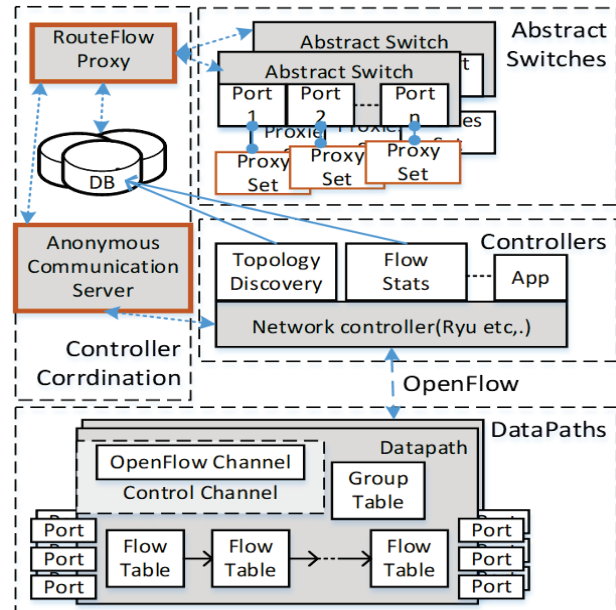 RouteFlow
Proxy
DB
Anonymous
Communication
Server
Controller
Corrdination
Abstract Switch
Abstract Switch
Port
1
Port
2
Port
n
Proxy
Set
Proxy
Set
Proxy
Set
Abstract
Switches
Controllers
Topology
Discovery
Flow
Stats
App
Network controller(Ryu etc,.)
OpenFlow
DataPaths
Datapath
OpenFlow Channel
Control Channel
Group
Table
Port
Port
Port
Flow
Table
Flow
Table
Flow
Table
Port
Port
Port